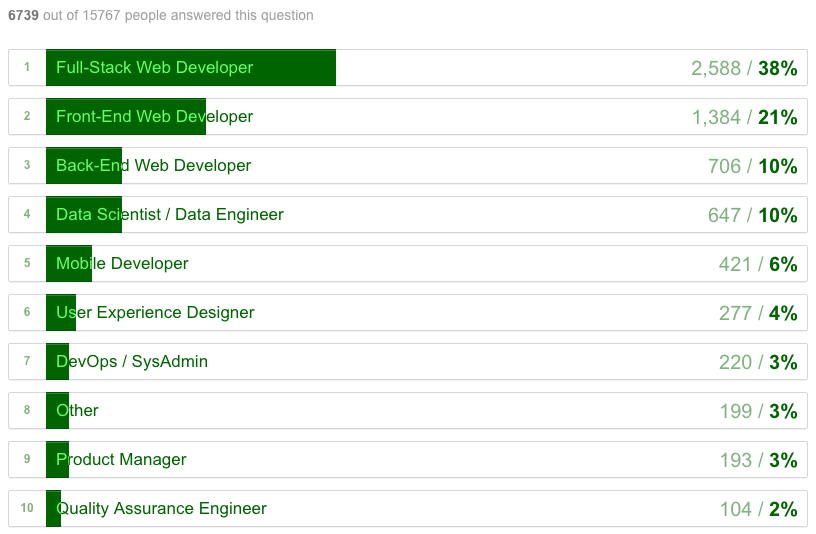 6739 out of 15767 people answered this question
1 Full-Stack Web Developer 2,588 / 38%
2 Front-End Web Developer 1,384 / 21%
3 Back-End Web Developer 706 / 10%
4 Data Scientist / Data Engineer 647 / 10%
5 Mobile Developer 421 / 6%
6 User Experience Designer 277 / 4%
7 DevOps / SysAdmin 220 / 3%
8 Other 199 / 3%
9 Product Manager 193 / 3%
10 Quality Assurance Engineer 104 / 2%